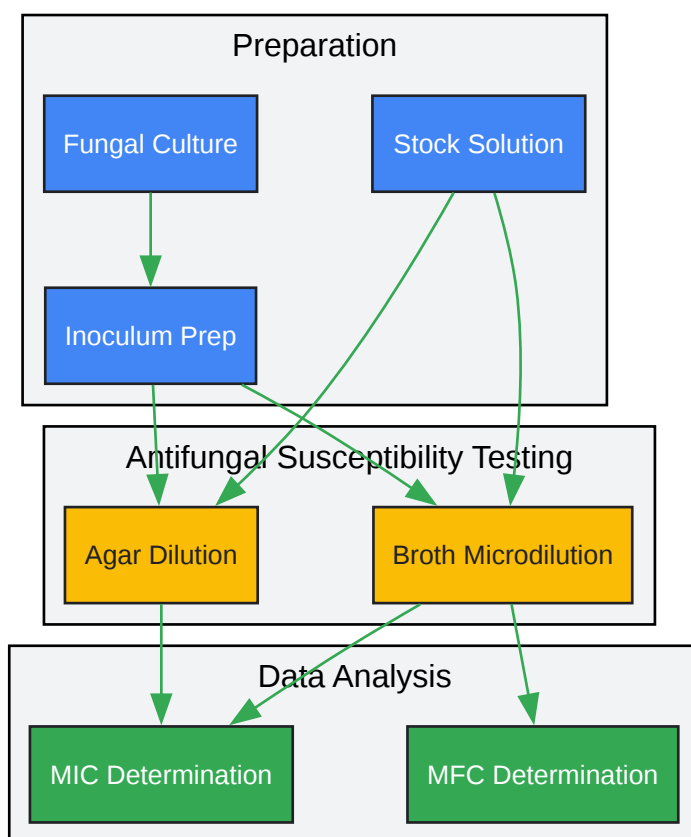 Preparation
Fungal Culture
Stock Solution
Inoculum Prep
Antifungal Susceptibility Testing
Agar Dilution
Broth Microdilution
Data Analysis
MIC Determination
MFC Determination